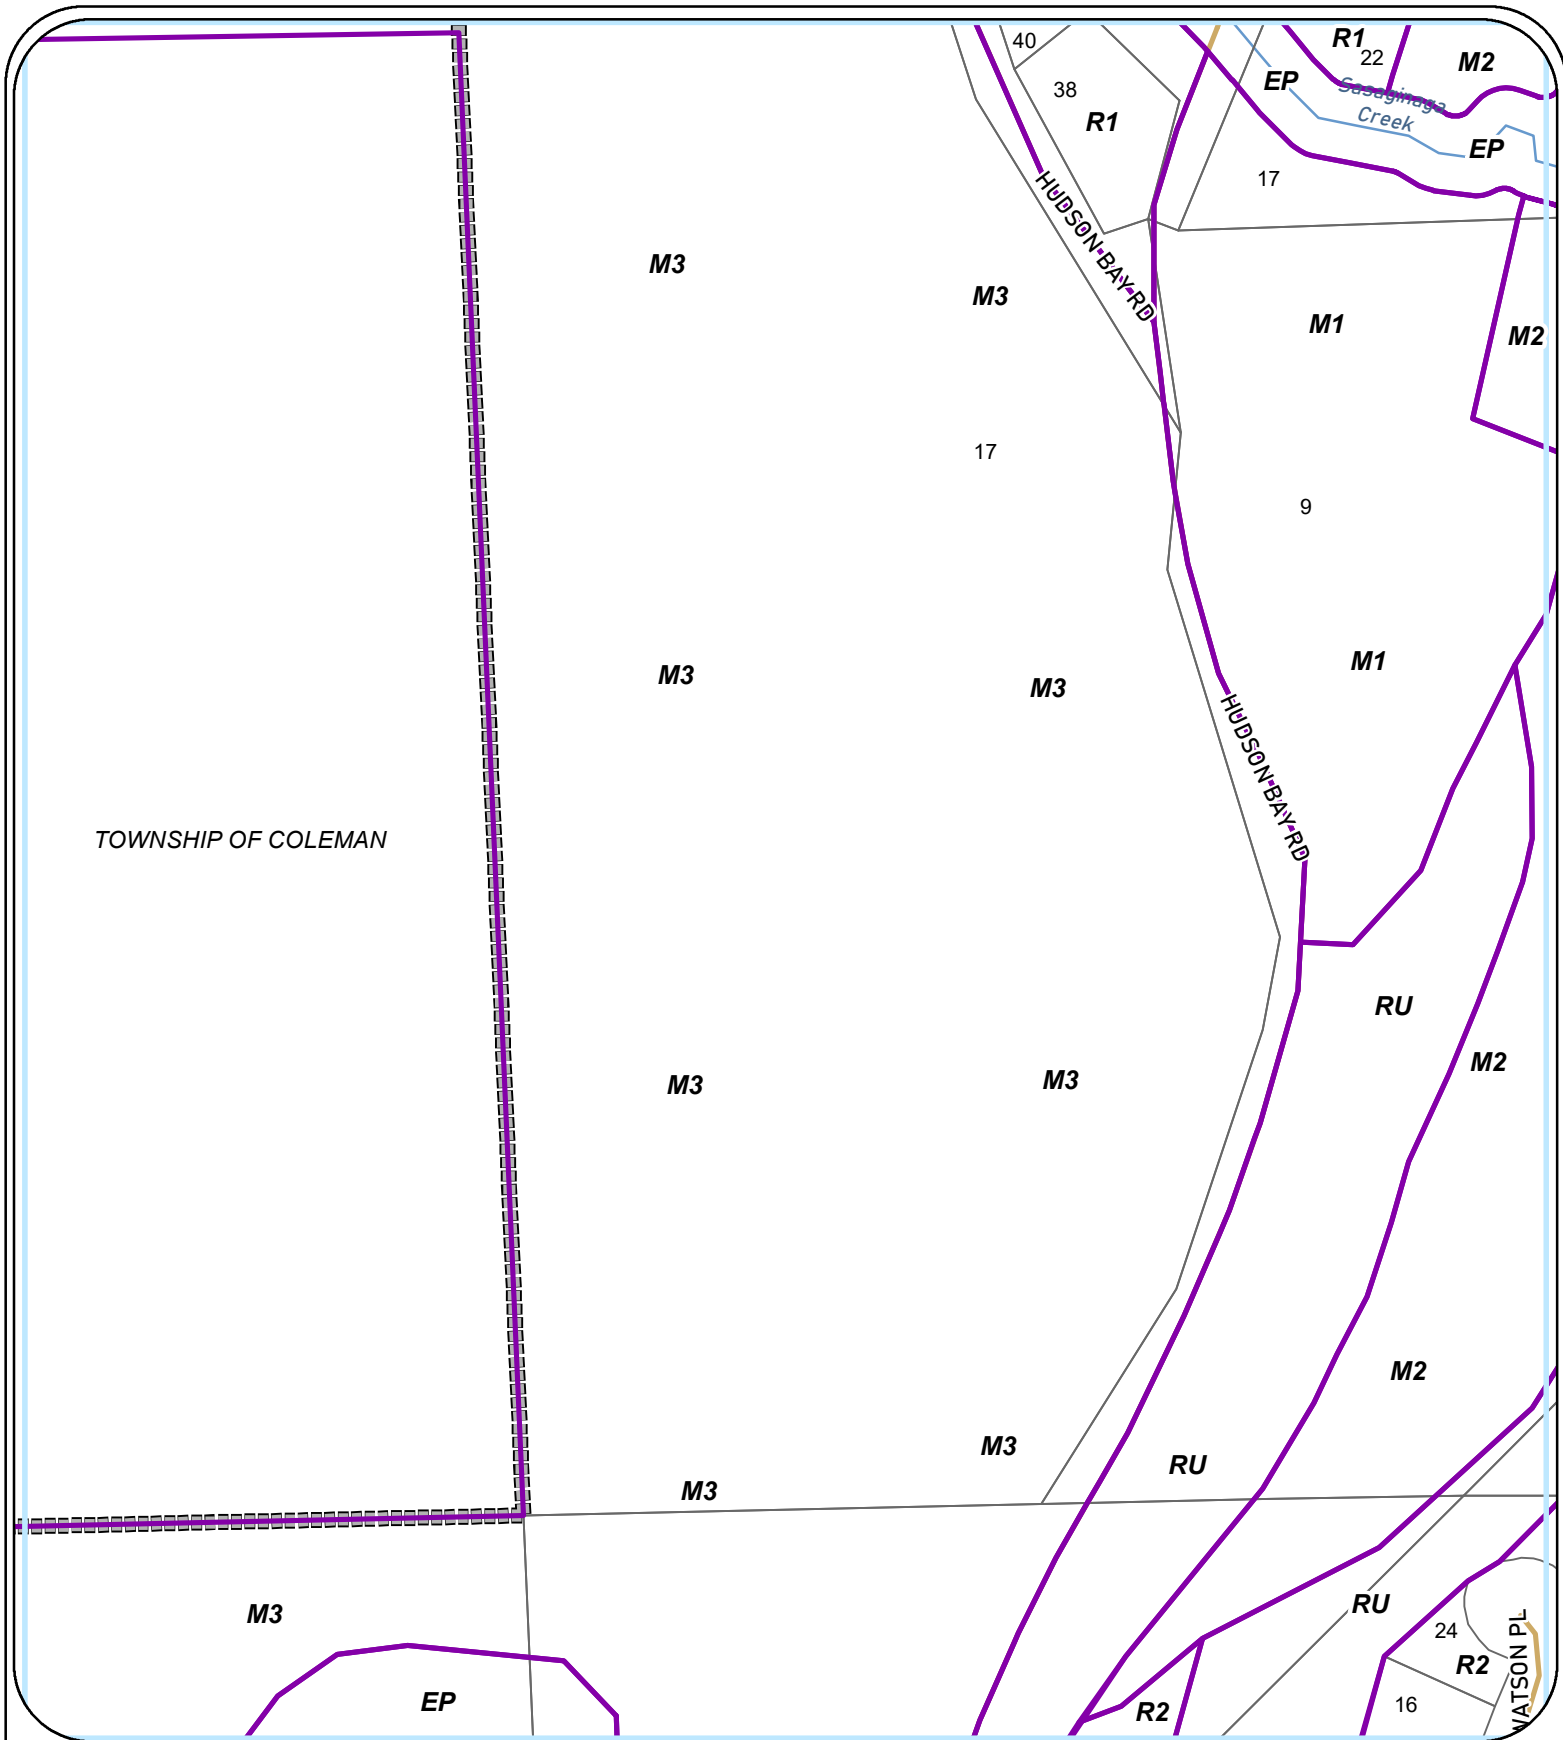 40
R1
22
M2
38
EP
Sasaginaga
Creek
R1
EP
17
HUDSON BAY RD
M3
M3
M1
M2
17
9
M1
M3
M3
HUDSON BAY RD
TOWNSHIP OF COLEMAN
RU
M2
M3
M3
M2
M3
RU
M3
RU
M3
24
R2
WATSON PL
EP
R2
16